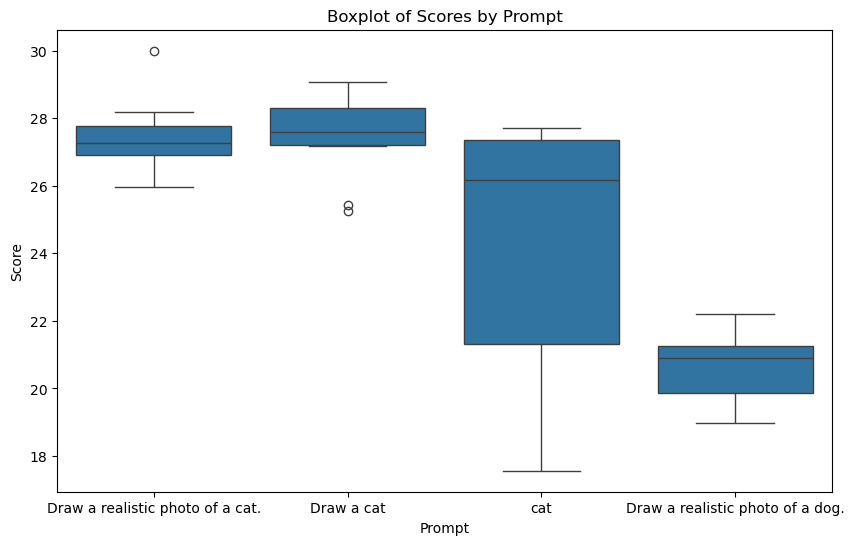 Boxplot of Scores by Prompt
Score
30
28
26
24
22
20
18
Draw a realistic photo of a cat.
Draw a cat
cat
Draw a realistic photo of a dog.
Prompt